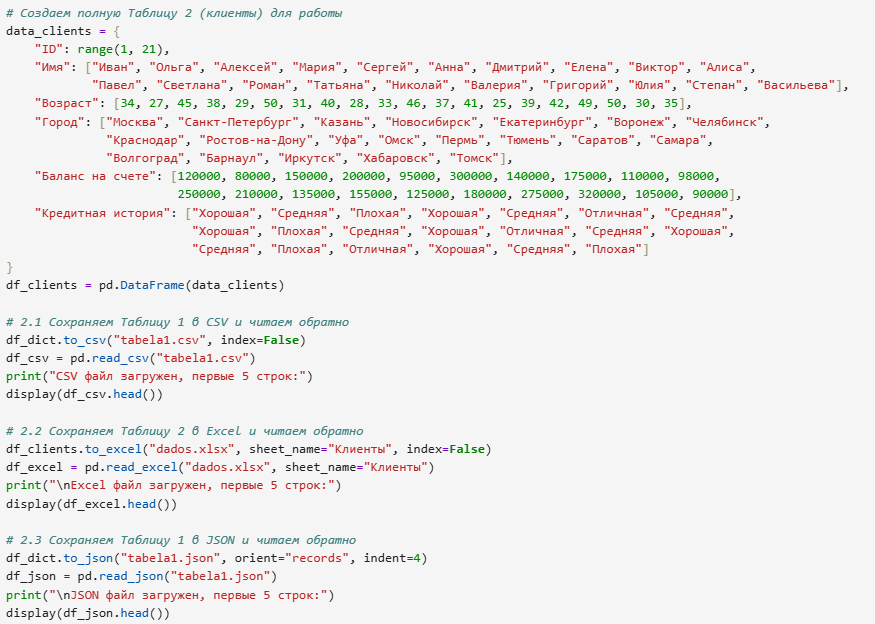 # Создаем полную Таблицу 2 (клиенты) для работы
data_clients = {
    "ID": range(1, 21),
    "Имя": ["Иван", "Ольга", "Алексей", "Мария", "Сергей", "Анна", "Дмитрий", "Елена", "Виктор", "Алиса",
            "Павел", "Светлана", "Роман", "Татьяна", "Николай", "Валерия", "Григорий", "Юлия", "Степан", "Васильева"],
    "Возраст": [34, 27, 45, 38, 29, 50, 31, 40, 28, 33, 46, 37, 41, 25, 39, 42, 49, 50, 30, 35],
    "Город": ["Москва", "Санкт-Петербург", "Казань", "Новосибирск", "Екатеринбург", "Воронеж", "Челябинск",
              "Краснодар", "Ростов-на-Дону", "Уфа", "Омск", "Пермь", "Тюмень", "Саратов", "Самара",
              "Волгоград", "Барнаул", "Иркутск", "Хабаровск", "Томск"],
    "Баланс на счете": [120000, 80000, 150000, 200000, 95000, 300000, 140000, 175000, 110000, 98000,
                        250000, 210000, 135000, 155000, 125000, 180000, 275000, 320000, 105000, 90000],
    "Кредитная история": ["Хорошая", "Средняя", "Плохая", "Хорошая", "Средняя", "Отличная", "Средняя",
                          "Хорошая", "Плохая", "Средняя", "Хорошая", "Отличная", "Средняя", "Хорошая",
                          "Средняя", "Плохая", "Отличная", "Хорошая", "Средняя", "Плохая"]
}
df_clients = pd.DataFrame(data_clients)

# 2.1 Сохраняем Таблицу 1 в CSV и читаем обратно
df_dict.to_csv("tabela1.csv", index=False)
df_csv = pd.read_csv("tabela1.csv")
print("CSV файл загружен, первые 5 строк:")
display(df_csv.head())

# 2.2 Сохраняем Таблицу 2 в Excel и читаем обратно
df_clients.to_excel("dados.xlsx", sheet_name="Клиенты", index=False)
df_excel = pd.read_excel("dados.xlsx", sheet_name="Клиенты")
print("\nExcel файл загружен, первые 5 строк:")
display(df_excel.head())

# 2.3 Сохраняем Таблицу 1 в JSON и читаем обратно
df_dict.to_json("tabela1.json", orient="records", indent=4)
df_json = pd.read_json("tabela1.json")
print("\nJSON файл загружен, первые 5 строк:")
display(df_json.head())